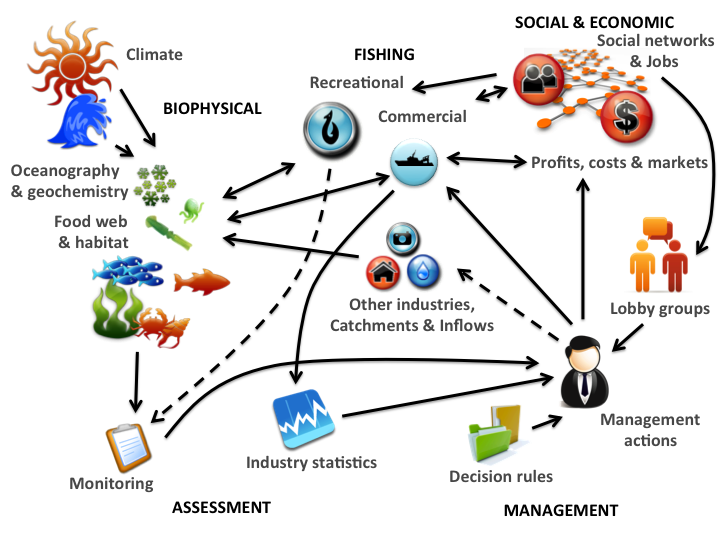 SOCIAL & ECONOMIC
Social networks
& Jobs
FISHING
Climate
Recreational
BIOPHYSICAL
Commercial
$
Oceanography
& geochemistry
Profits, costs & markets
Food web
& habitat
Other industries,
Catchments & Inflows
Lobby groups
Management
actions
Industry statistics
Decision rules
Monitoring
ASSESSMENT
MANAGEMENT